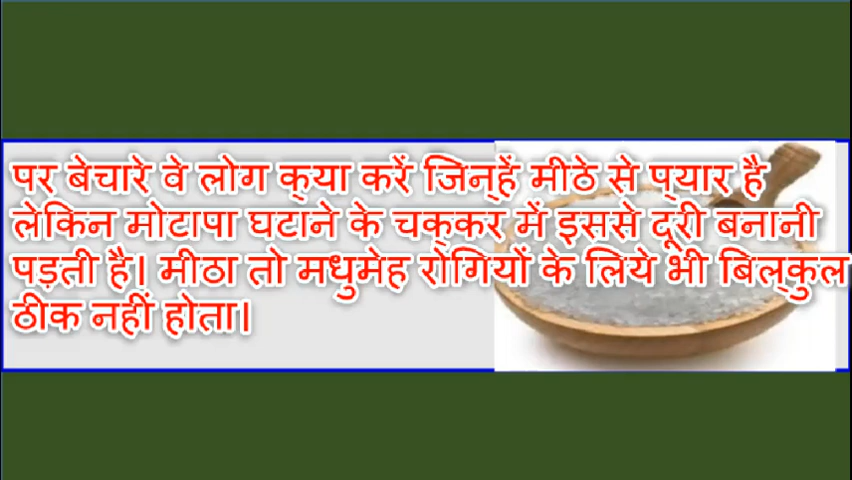 पर बेचारे वे लोग क्या करें जिन्हें मीठे से प्यार है
लेकिन मोटापा घटाने के चक्कर में इससे दूरी बनानी
पड़ती है। मीठा तो मधुमेह रोगियों के लिये भी बिल्कुल
ठीक नहीं होता।